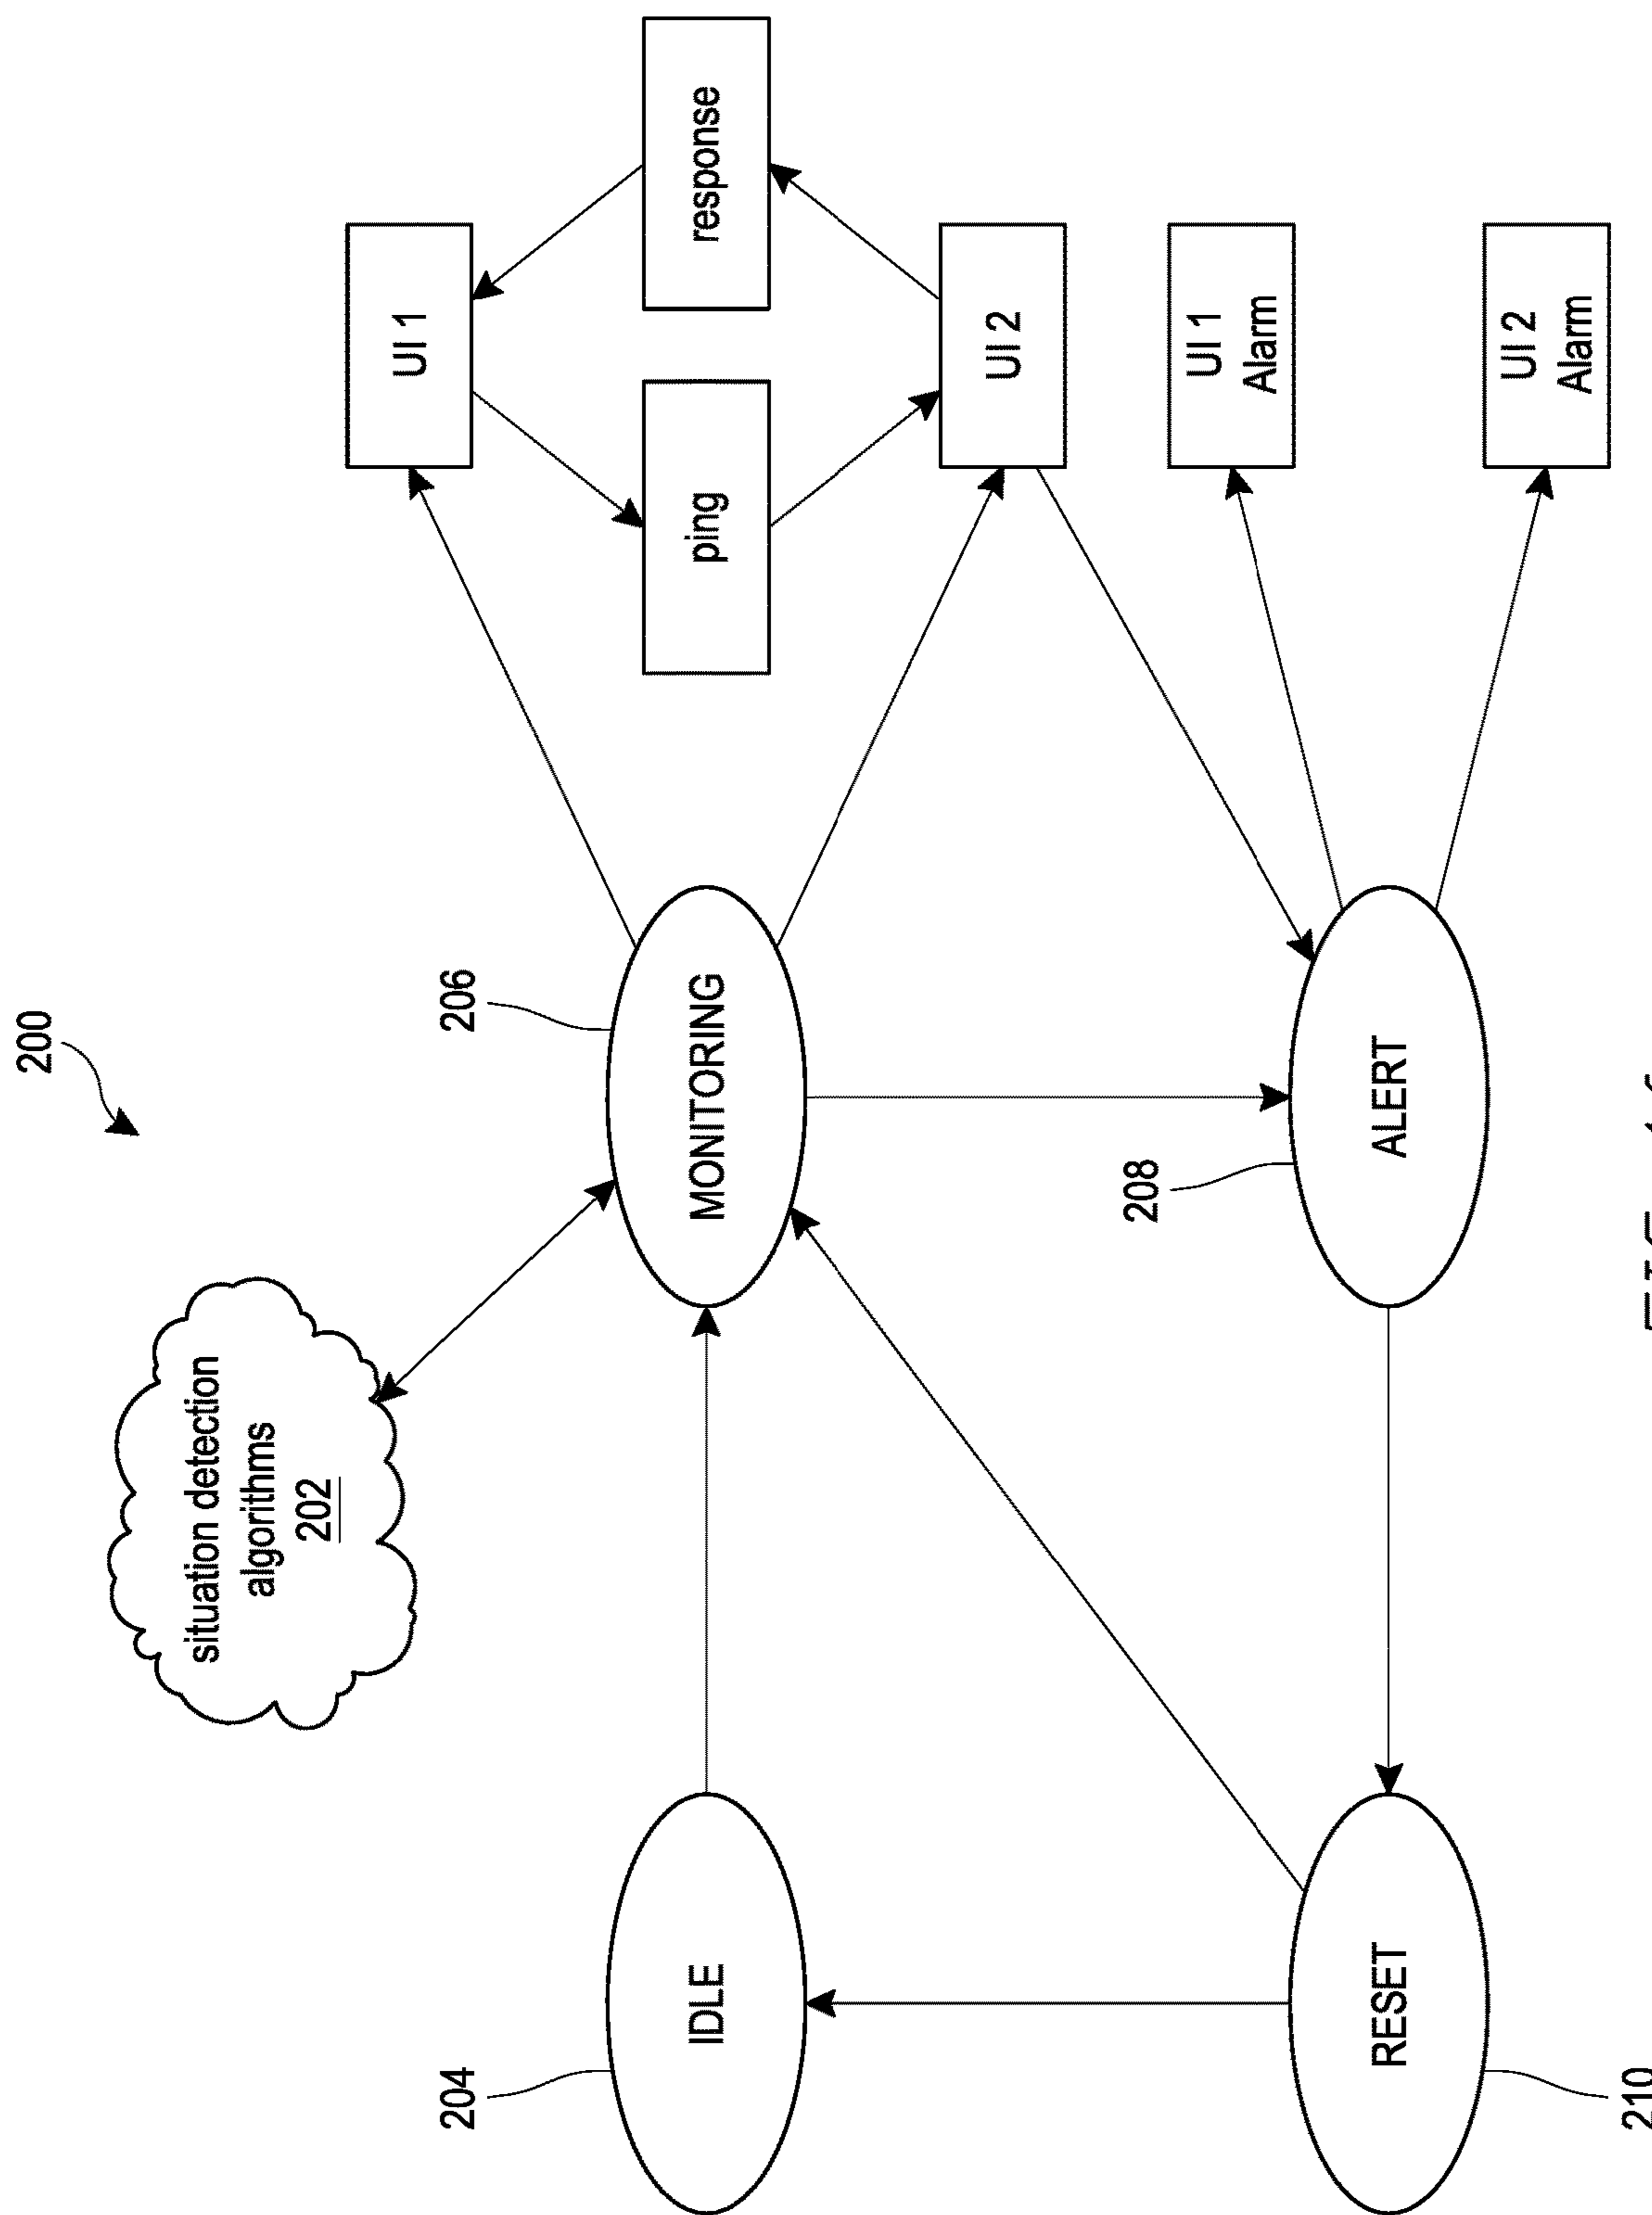 200
situation detection
algorithms
202
204
IDLE
206
MONITORING
UI 1
ping
response
UI 2
210
RESET
208
ALERT
UI 1
Alarm
UI 2
Alarm